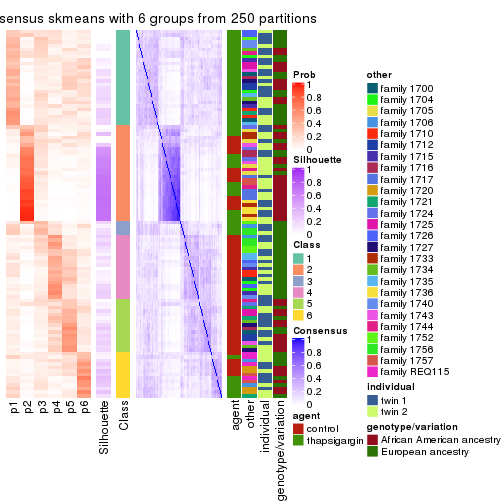 sensus skmeans with 6 groups from 250 partitions
p1
p2
p3
p4
p5
p6
Silhouette
Class
agent
other
individual
genotype/variation
Prob
1
0.8
0.6
0.4
0.2
0
Silhouette
1
0.8
0.6
0.4
0.2
0
Class
1
2
3
4
5
6
Consensus
1
0.8
0.6
0.4
0.2
0
agent
control
thapsigargin
other
family 1700
family 1704
family 1705
family 1706
family 1710
family 1712
family 1715
family 1716
family 1717
family 1720
family 1721
family 1724
family 1725
family 1726
family 1727
family 1733
family 1734
family 1735
family 1736
family 1740
family 1743
family 1744
family 1752
family 1756
family 1757
family REQ115
individual
twin 1
twin 2
genotype/variation
African American ancestry
European ancestry